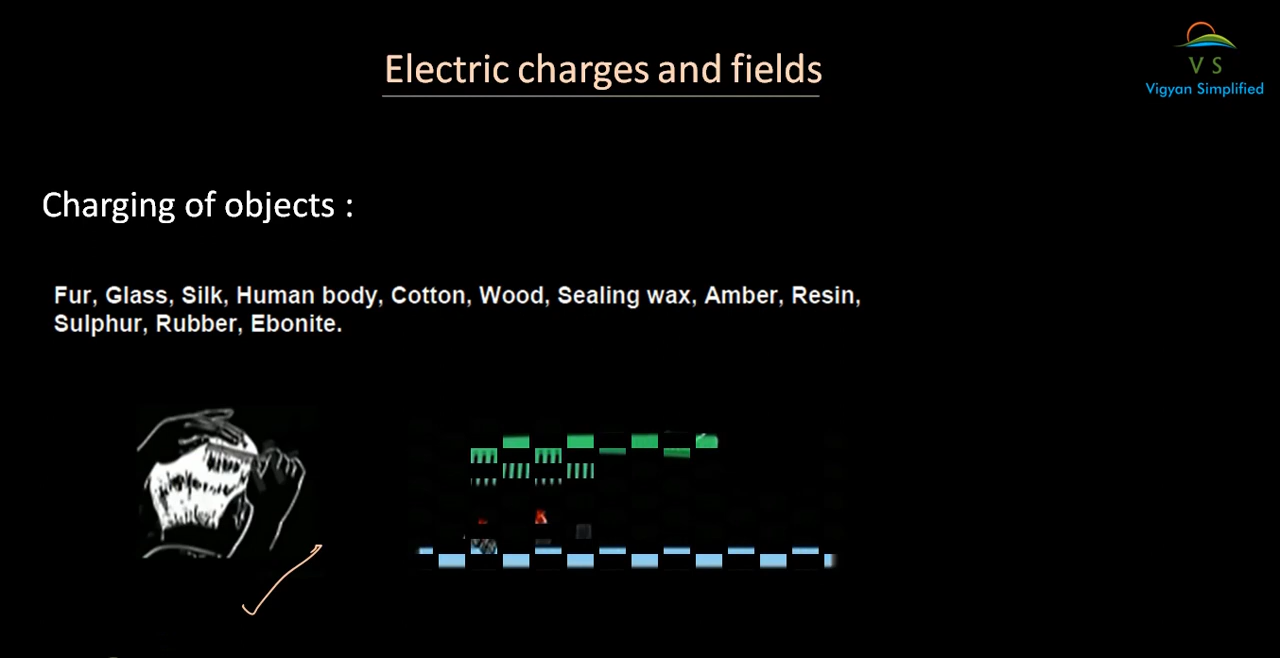 Electric charges and fields
V S
Vigyan Simplified
Charging of objects :
Fur, Glass, Silk, Human body, Cotton, Wood, Sealing wax, Amber, Resin,
Sulphur, Rubber, Ebonite.